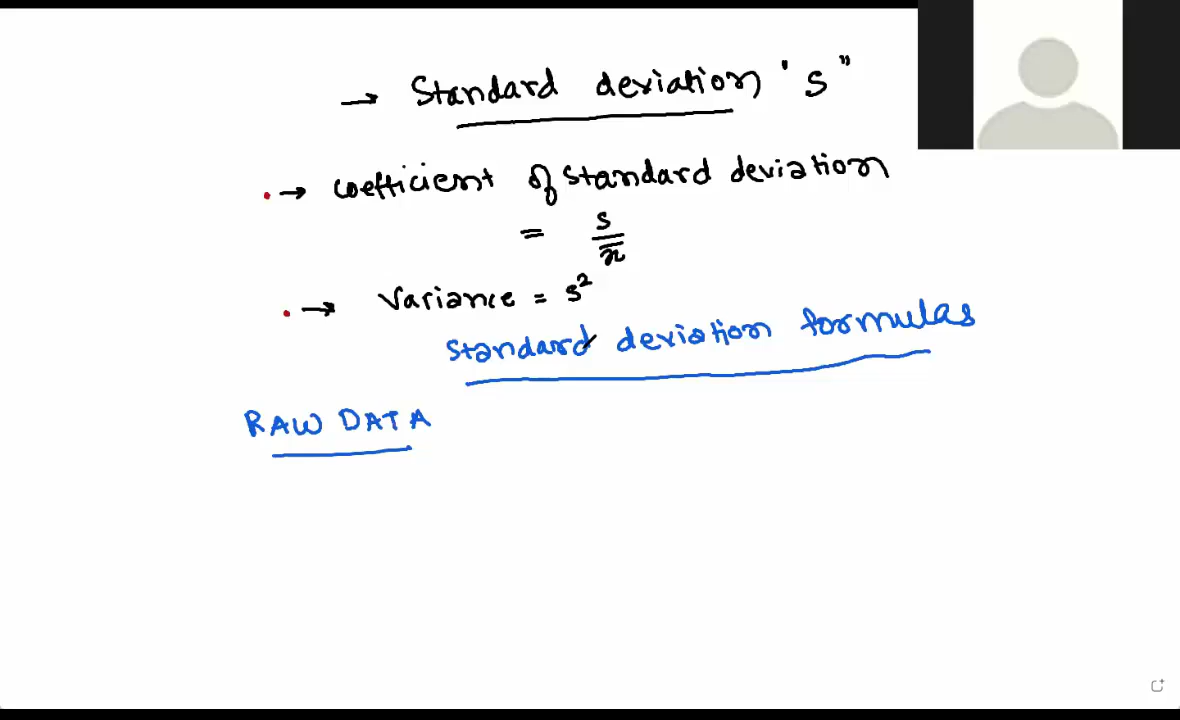 → Standard deviation ' s "
→ coefficient of standard deviation
= s / x̄
→ Variance = s²
standard deviation formulas
RAW DATA